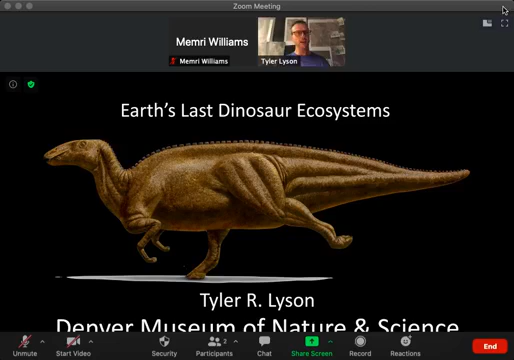 Zoom Meeting
Memri Williams
Memri Williams
Tyler Lyson
Earth's Last Dinosaur Ecosystems
Tyler R. Lyson
Denver Museum of Nature & Science
Unmute
Start Video
Security
Participants
2
Chat
Share Screen
Record
Reactions
End